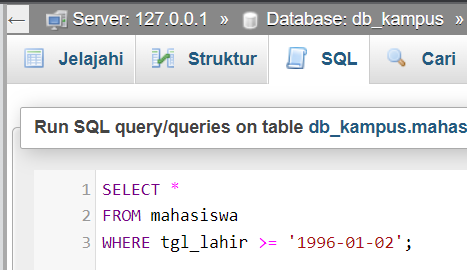 ← Server: 127.0.0.1 » Database: db_kampus »
Jelajahi Struktur SQL Cari
Run SQL query/queries on table db_kampus.mahas
1 SELECT *
2 FROM mahasiswa
3 WHERE tgl_lahir >= '1996-01-02';